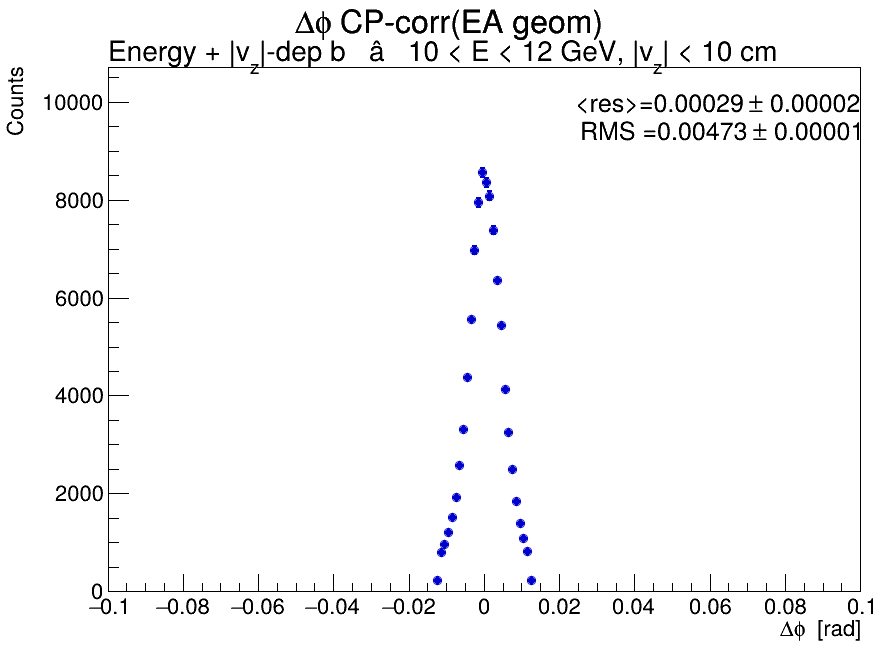 Δϕ CP-corr(EA geom)
Energy + |v_z|-dep b â 10 < E < 12 GeV, |v_z| < 10 cm
Counts
<res>=0.00029 ± 0.00002
RMS =0.00473 ± 0.00001
10000
8000
6000
4000
2000
0
−0.1 −0.08 −0.06 −0.04 −0.02 0 0.02 0.04 0.06 0.08 0.1
Δϕ [rad]